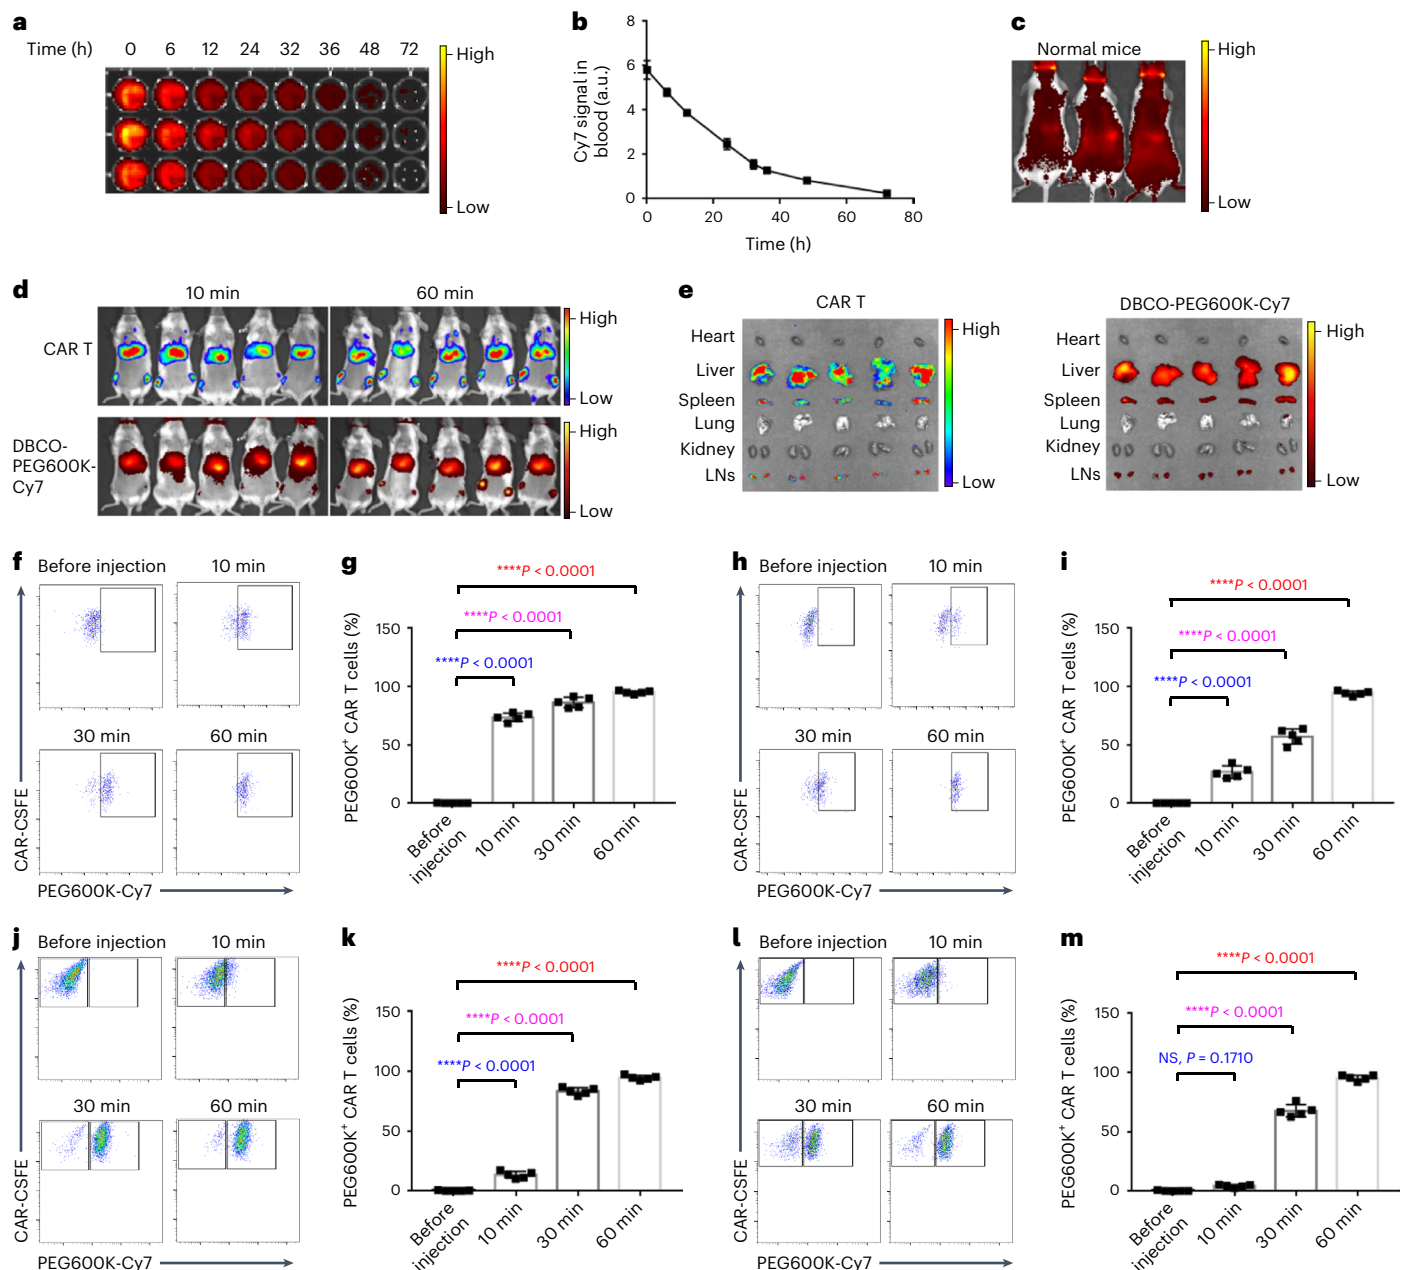 a
Time (h) 0 6 12 24 32 36 48 72
High
Low
b
Cy7 signal in
blood (a.u.)
8
6
4
2
0
0 20 40 60 80
Time (h)
c
Normal mice
High
Low
d
10 min 60 min
CAR T
High
Low
DBCO-
PEG600K-
Cy7
High
Low
e
CAR T
Heart
Liver
Spleen
Lung
Kidney
LNs
High
Low
DBCO-PEG600K-Cy7
Heart
Liver
Spleen
Lung
Kidney
LNs
High
Low
f
Before injection 10 min
30 min 60 min
CAR-CSFE
PEG600K-Cy7
g
****P < 0.0001
****P < 0.0001
****P < 0.0001
PEG600K+ CAR T cells (%)
150
100
50
0
Before
injection
10 min
30 min
60 min
h
Before injection 10 min
30 min 60 min
CAR-CSFE
PEG600K-Cy7
i
****P < 0.0001
****P < 0.0001
****P < 0.0001
PEG600K+ CAR T cells (%)
150
100
50
0
Before
injection
10 min
30 min
60 min
j
Before injection 10 min
30 min 60 min
CAR-CSFE
PEG600K-Cy7
k
****P < 0.0001
****P < 0.0001
****P < 0.0001
PEG600K+ CAR T cells (%)
150
100
50
0
Before
injection
10 min
30 min
60 min
l
Before injection 10 min
30 min 60 min
CAR-CSFE
PEG600K-Cy7
m
****P < 0.0001
****P < 0.0001
NS, P = 0.1710
PEG600K+ CAR T cells (%)
150
100
50
0
Before
injection
10 min
30 min
60 min